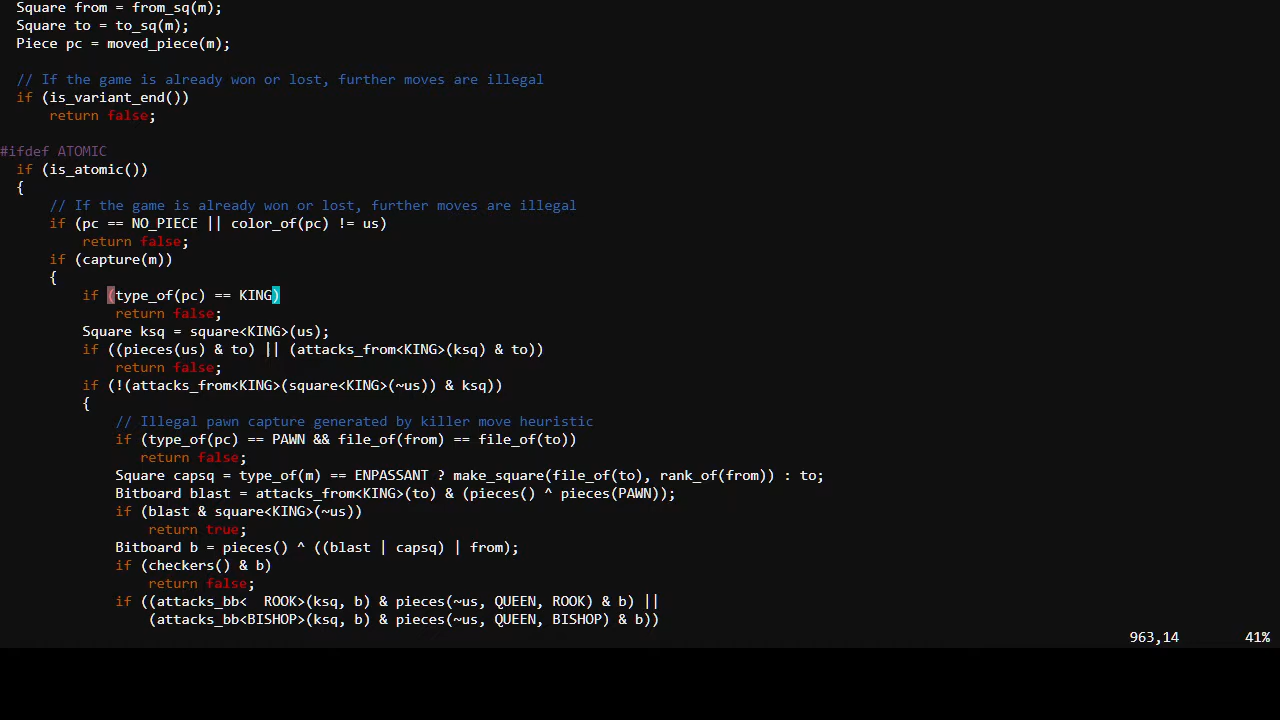 Square from = from_sq(m);
Square to = to_sq(m);
Piece pc = moved_piece(m);
// If the game is already won or lost, further moves are illegal
if (is_variant_end())
return false;
#ifdef ATOMIC
if (is_atomic())
{
// If the game is already won or lost, further moves are illegal
if (pc == NO_PIECE || color_of(pc) != us)
return false;
if (capture(m))
{
if (type_of(pc) == KING)
return false;
Square ksq = square<KING>(us);
if ((pieces(us) & to) || (attacks_from<KING>(ksq) & to))
return false;
if (!(attacks_from<KING>(square<KING>(~us)) & ksq))
{
// Illegal pawn capture generated by killer move heuristic
if (type_of(pc) == PAWN && file_of(from) == file_of(to))
return false;
Square capsq = type_of(m) == ENPASSANT ? make_square(file_of(to), rank_of(from)) : to;
Bitboard blast = attacks_from<KING>(to) & (pieces() ^ pieces(PAWN));
if (blast & square<KING>(~us))
return true;
Bitboard b = pieces() ^ ((blast | capsq) | from);
if (checkers() & b)
return false;
if ((attacks_bb<  ROOK>(ksq, b) & pieces(~us, QUEEN, ROOK) & b) ||
(attacks_bb<BISHOP>(ksq, b) & pieces(~us, QUEEN, BISHOP) & b))
963,14 41%